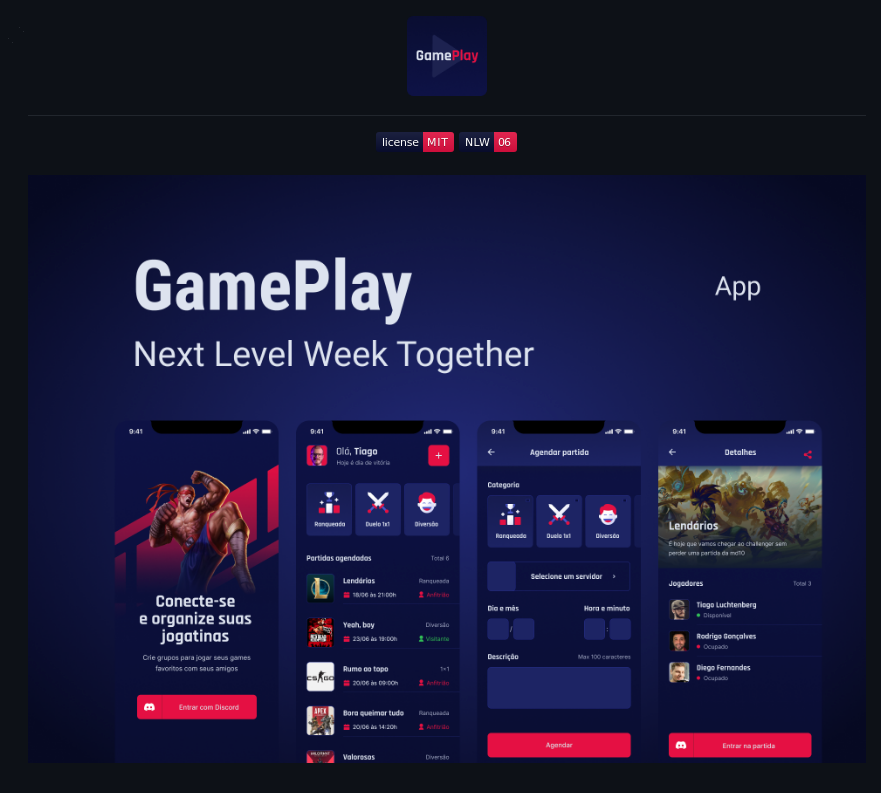 GamePlay
license MIT NLW 06
GamePlay
App
Next Level Week Together
9:41
Conecte-se
e organize suas
jogatinas
Crie grupos para jogar seus games
favoritos com seus amigos
Entrar com Discord
9:41
Olá, Tiago
Hoje é dia de vitória
+
Ranqueada
Duelo 1x1
Diversão
Partidas agendadas
Total 6
Lendários
Ranqueada
18/06 às 21:00h
Anfitrião
Yeah, boy
Diversão
23/06 às 19:00h
Visitante
CS:GO
Rumo ao topo
1x1
20/06 às 09:00h
Anfitrião
APEX
Bora queimar tudo
Ranqueada
20/06 às 14:20h
Anfitrião
Valorosos
Diversão
9:41
Agendar partida
Categoria
Ranqueada
Duelo 1x1
Diversão
Selecione um servidor
Dia e mês
Hora e minuto
/
:
Descrição
Max 100 caracteres
Agendar
9:41
Detalhes
Lendários
É hoje que vamos chegar ao challenger sem
perder uma partida da md10
Jogadores
Total 3
Tiago Luchtenberg
Disponível
Rodrigo Gonçalves
Ocupado
Diego Fernandes
Ocupado
Entrar na partida